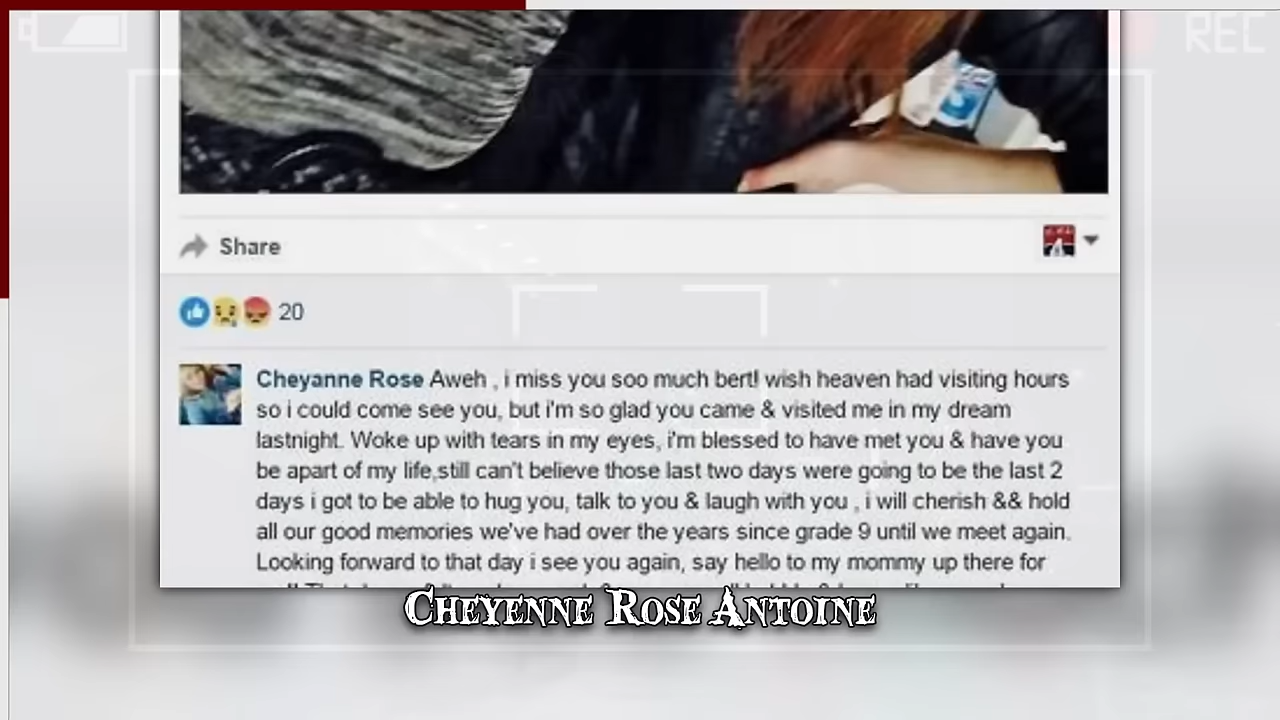 REC
Share
20
Cheyanne Rose Aweh , i miss you soo much bert! wish heaven had visiting hours
so i could come see you, but i'm so glad you came & visited me in my dream
lastnight. Woke up with tears in my eyes, i'm blessed to have met you & have you
be apart of my life,still can't believe those last two days were going to be the last 2
days i got to be able to hug you, talk to you & laugh with you , i will cherish && hold
all our good memories we've had over the years since grade 9 until we meet again.
Looking forward to that day i see you again, say hello to my mommy up there for
Cheyenne Rose Antoine